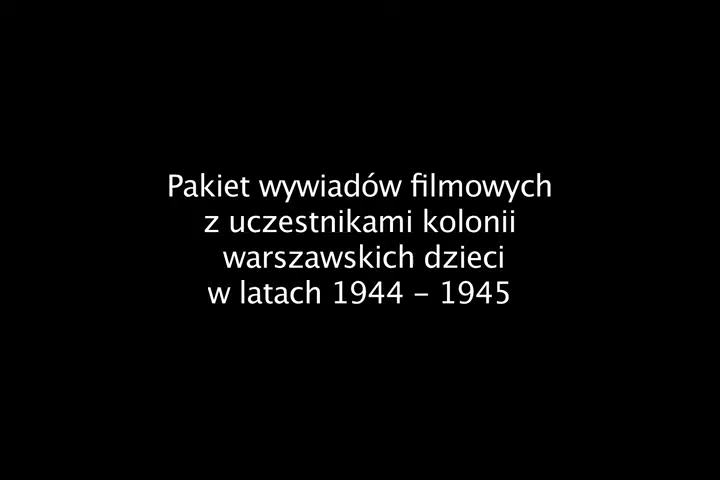 Pakiet wywiadów filmowych
z uczestnikami kolonii
warszawskich dzieci
w latach 1944 – 1945